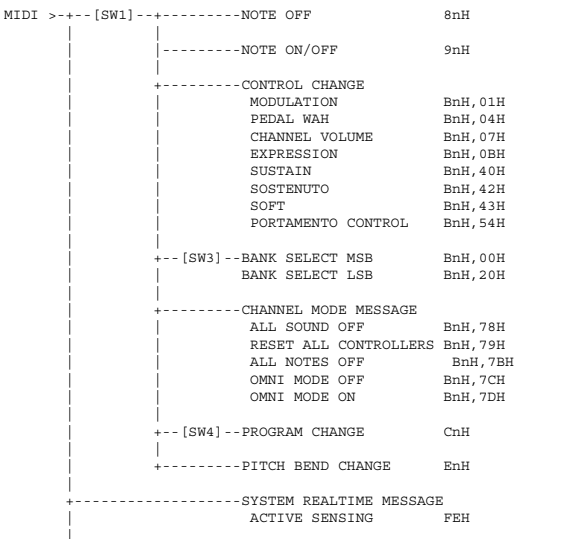 MIDI >-+--[SW1]--+---------NOTE OFF 8nH
|---------NOTE ON/OFF 9nH
+---------CONTROL CHANGE
MODULATION BnH,01H
PEDAL WAH BnH,04H
CHANNEL VOLUME BnH,07H
EXPRESSION BnH,0BH
SUSTAIN BnH,40H
SOSTENUTO BnH,42H
SOFT BnH,43H
PORTAMENTO CONTROL BnH,54H
+--[SW3]--BANK SELECT MSB BnH,00H
BANK SELECT LSB BnH,20H
+---------CHANNEL MODE MESSAGE
ALL SOUND OFF BnH,78H
RESET ALL CONTROLLERS BnH,79H
ALL NOTES OFF BnH,7BH
OMNI MODE OFF BnH,7CH
OMNI MODE ON BnH,7DH
+--[SW4]--PROGRAM CHANGE CnH
+---------PITCH BEND CHANGE EnH
+-------------------SYSTEM REALTIME MESSAGE
ACTIVE SENSING FEH